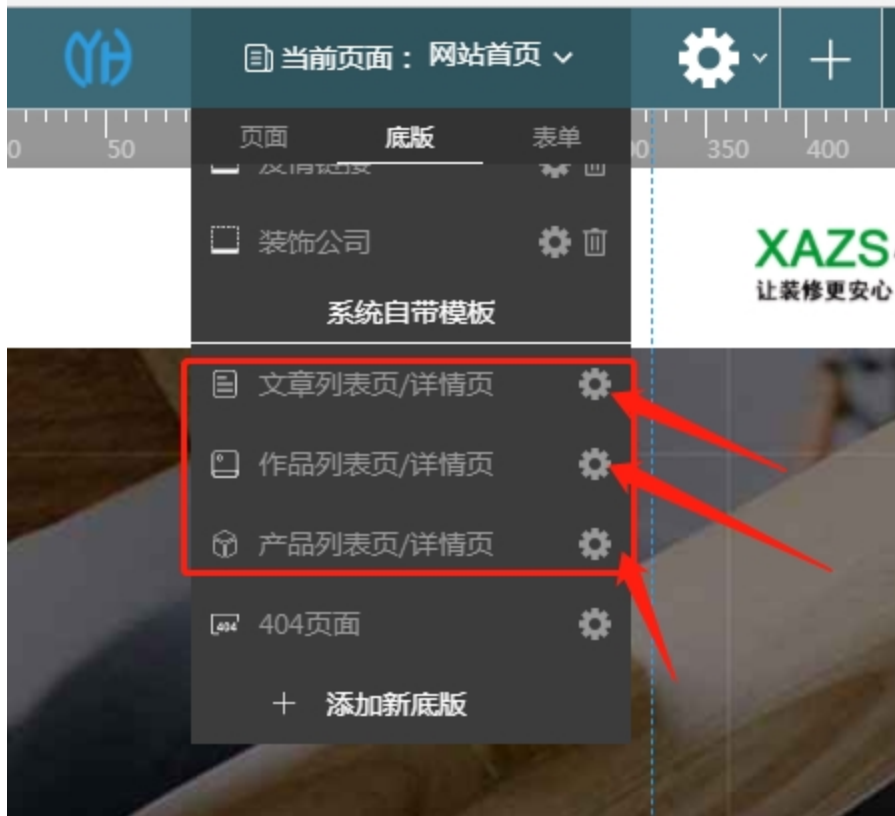 当前页面： 网站首页
页面 底版 表单
0 50 350 400
装饰公司
XAZS
让装修更安心
系统自带模板
文章列表页/详情页
作品列表页/详情页
产品列表页/详情页
404 404页面
添加新底版